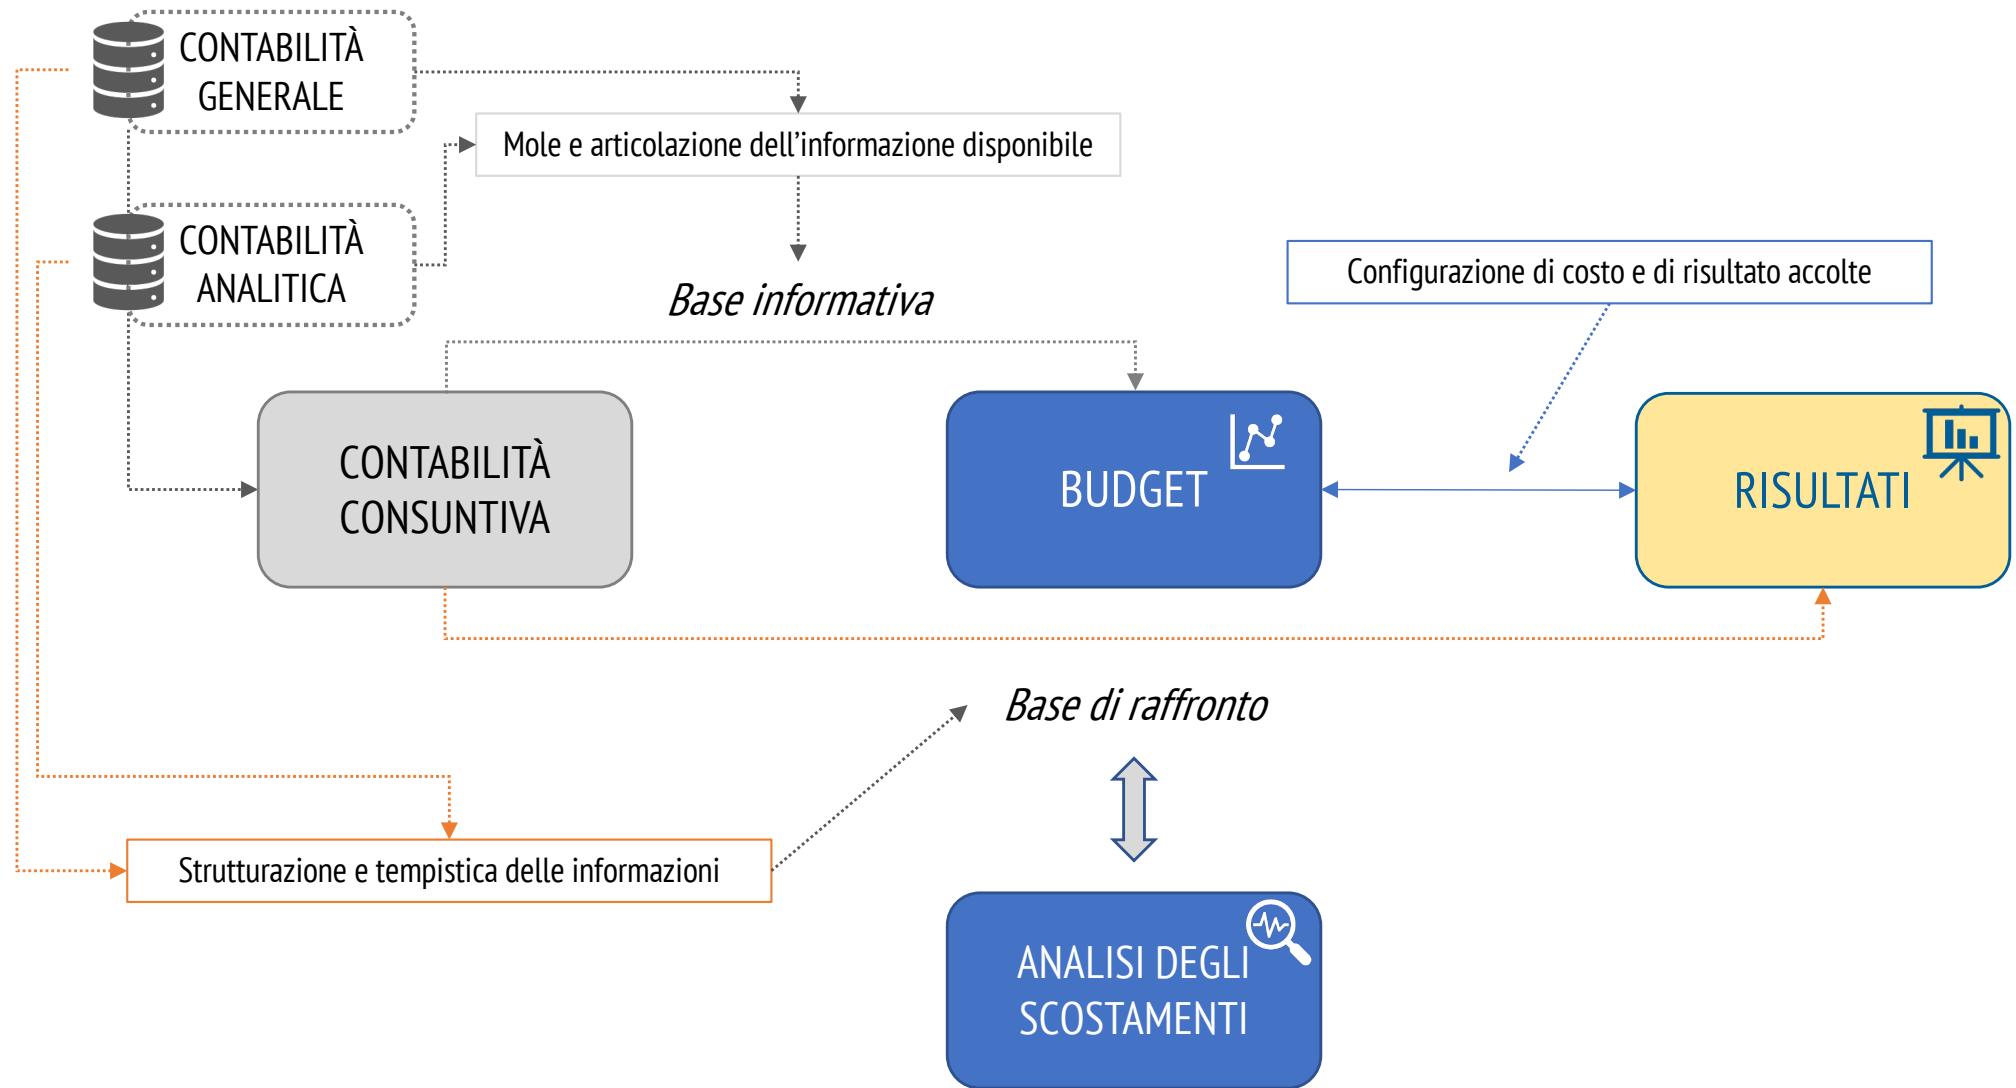 CONTABILITÀ
GENERALE
Mole e articolazione dell’informazione disponibile
CONTABILITÀ
ANALITICA
Base informativa
Configurazione di costo e di risultato accolte
CONTABILITÀ
CONSUNTIVA
BUDGET
RISULTATI
Base di raffronto
Strutturazione e tempistica delle informazioni
ANALISI DEGLI
SCOSTAMENTI